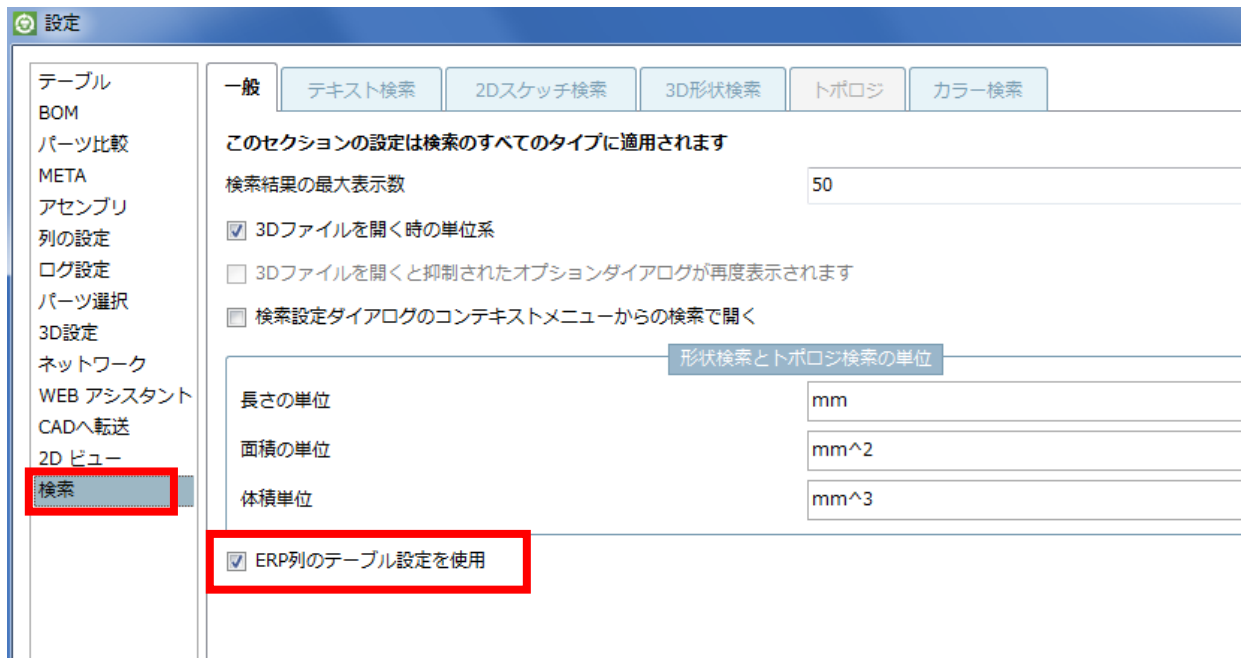 設定
テーブル
BOM
パーツ比較
META
アセンブリ
列の設定
ログ設定
パーツ選択
3D設定
ネットワーク
WEB アシスタント
CADへ転送
2D ビュー
検索
一般 テキスト検索 2Dスケッチ検索 3D形状検索 トポロジ カラー検索
このセクションの設定は検索のすべてのタイプに適用されます
検索結果の最大表示数 50
3Dファイルを開く時の単位系
3Dファイルを開くと抑制されたオプションダイアログが再度表示されます
検索設定ダイアログのコンテキストメニューからの検索で開く
形状検索とトポロジ検索の単位
長さの単位 mm
面積の単位 mm^2
体積単位 mm^3
ERP列のテーブル設定を使用